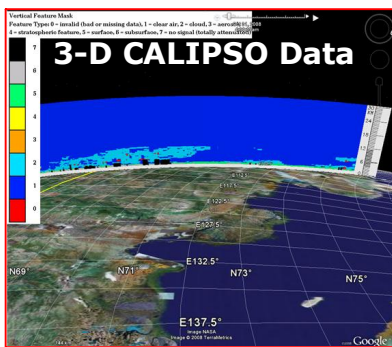 Vertical Feature Mask
Feature Type: 0 = invalid (bad or missing data), 1 = clear air, 2 = cloud, 3 = aerosol,
4 = stratospheric feature, 5 = surface, 6 = subsurface, 7 = no signal (totally attenuated)
3-D CALIPSO Data
7
6
5
4
3
2
1
0
E117.5°
E122.5°
E127.5°
E132.5°
N69°
N71°
N73°
N75°
E137.5°
Image NASA
Image © 2008 TerraMetrics
Google